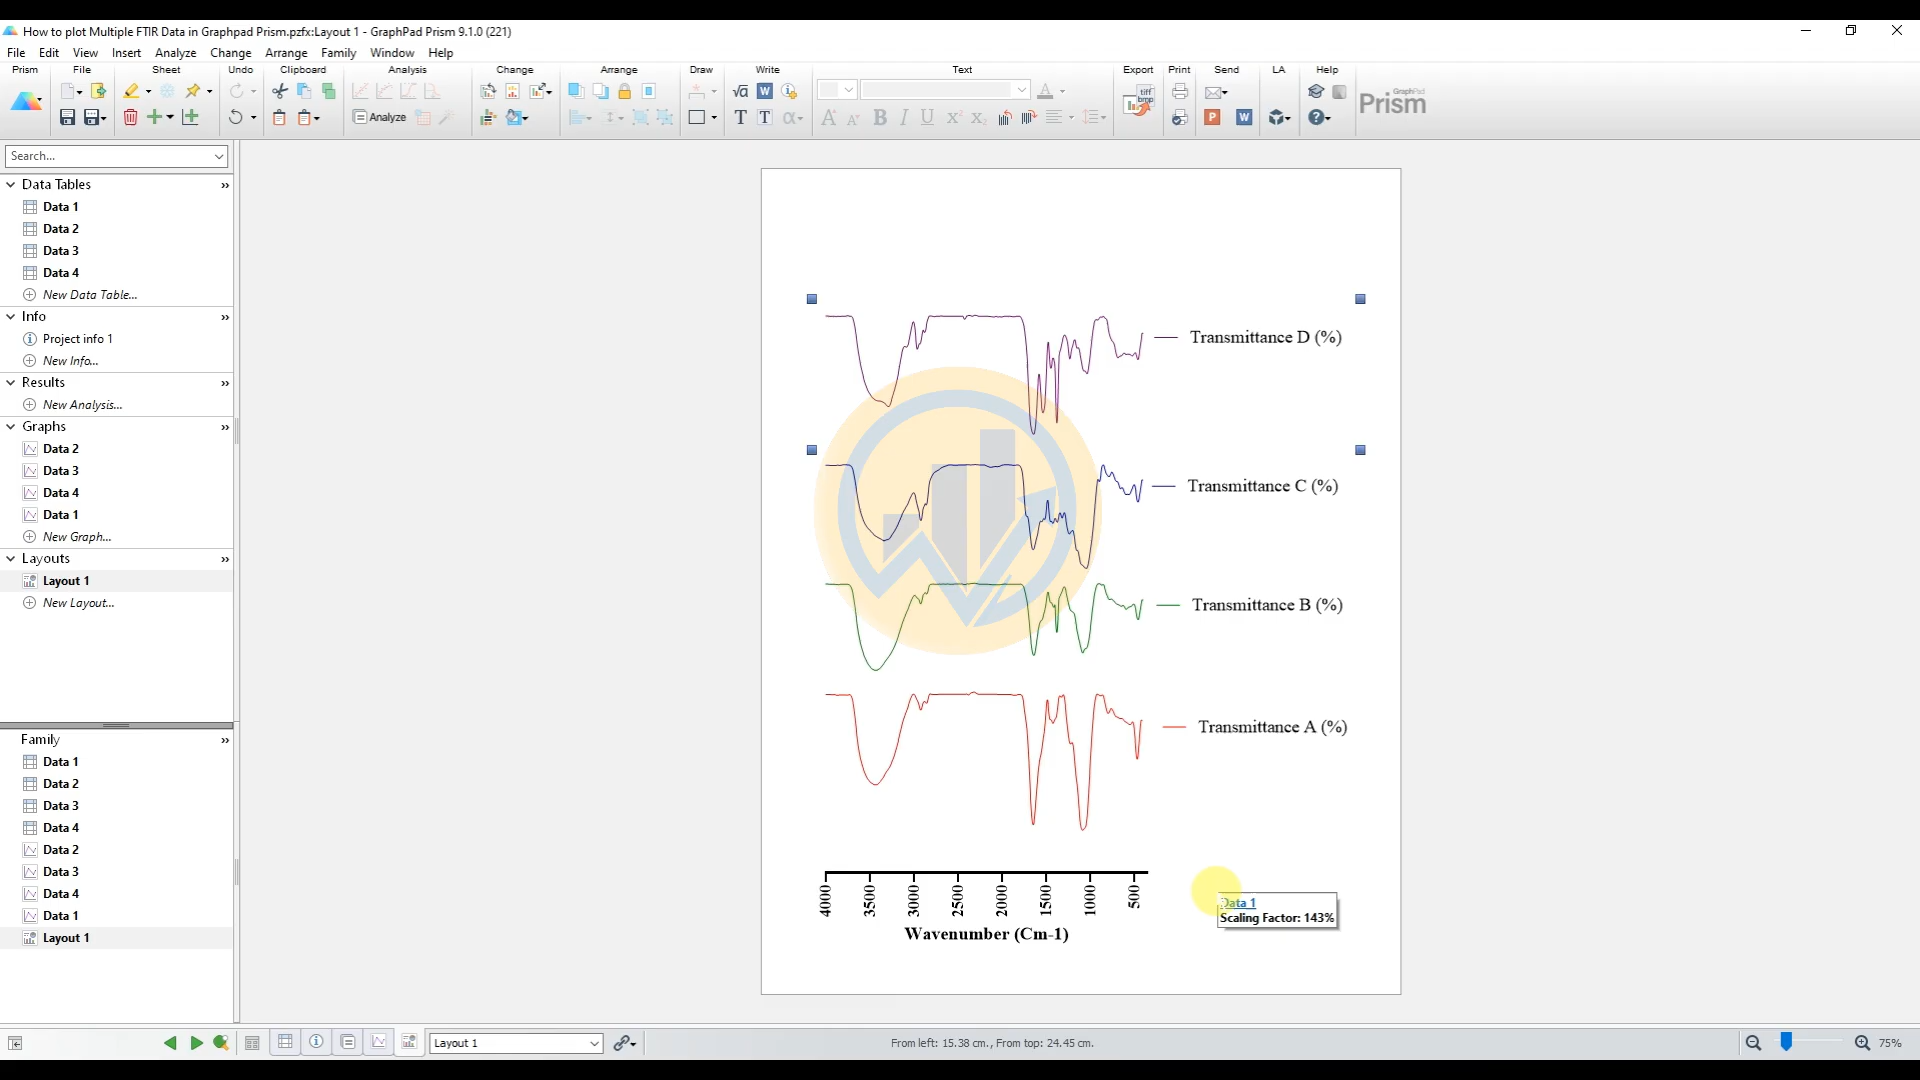 How to plot Multiple FTIR Data in Graphpad Prism.pzfx:Layout 1 - GraphPad Prism 9.1.0 (221)
File Edit View Insert Analyze Change Arrange Family Window Help
Prism File Sheet Undo Clipboard Analysis Change Arrange Draw Write Text Export Print Send LA Help
Analyze
tiff
bmp
GraphPad
Prism
Search...
Data Tables
Data 1
Data 2
Data 3
Data 4
New Data Table...
Info
Project info 1
New Info...
Results
New Analysis...
Graphs
Data 2
Data 3
Data 4
Data 1
New Graph...
Layouts
Layout 1
New Layout...
Family
Data 1
Data 2
Data 3
Data 4
Data 2
Data 3
Data 4
Data 1
Layout 1
Transmittance D (%)
Transmittance C (%)
Transmittance B (%)
Transmittance A (%)
4000 3500 3000 2500 2000 1500 1000 500
Wavenumber (Cm-1)
Data 1
Scaling Factor: 143%
Layout 1
From left: 15.38 cm., From top: 24.45 cm.
75%